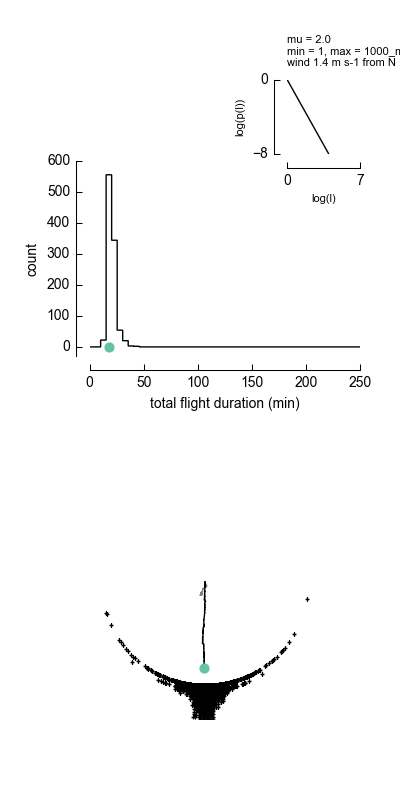 mu = 2.0
min = 1, max = 1000_m
wind 1.4 m s-1 from N
0
log(p(l))
−8
0 7
log(l)
600
500
400
300
200
100
0
count
0 50 100 150 200 250
total flight duration (min)